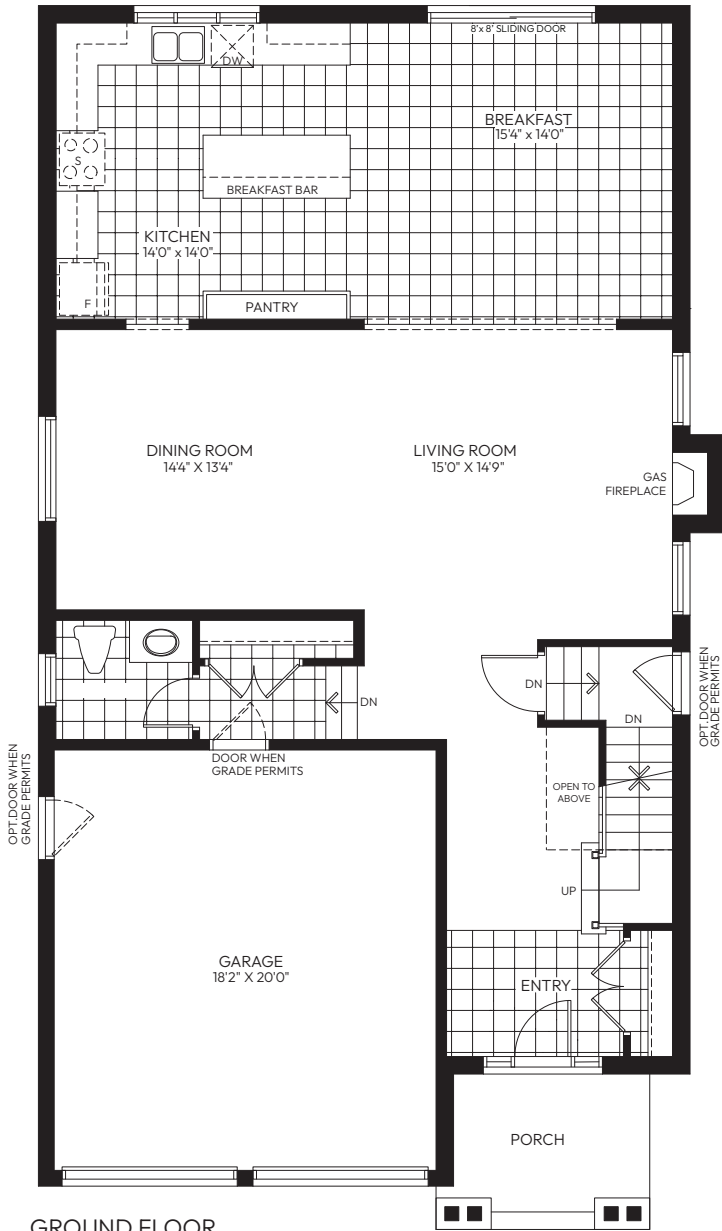 8'x 8' SLIDING DOOR
DW
BREAKFAST
15'4" x 14'0"
S
BREAKFAST BAR
KITCHEN
14'0" x 14'0"
F
PANTRY
DINING ROOM
14'4" X 13'4"
LIVING ROOM
15'0" X 14'9"
GAS
FIREPLACE
DN
DN
DN
OPT.DOOR WHEN
GRADE PERMITS
DOOR WHEN
GRADE PERMITS
OPT.DOOR WHEN
GRADE PERMITS
OPEN TO
ABOVE
UP
GARAGE
18'2" X 20'0"
ENTRY
PORCH
GROUND FLOOR